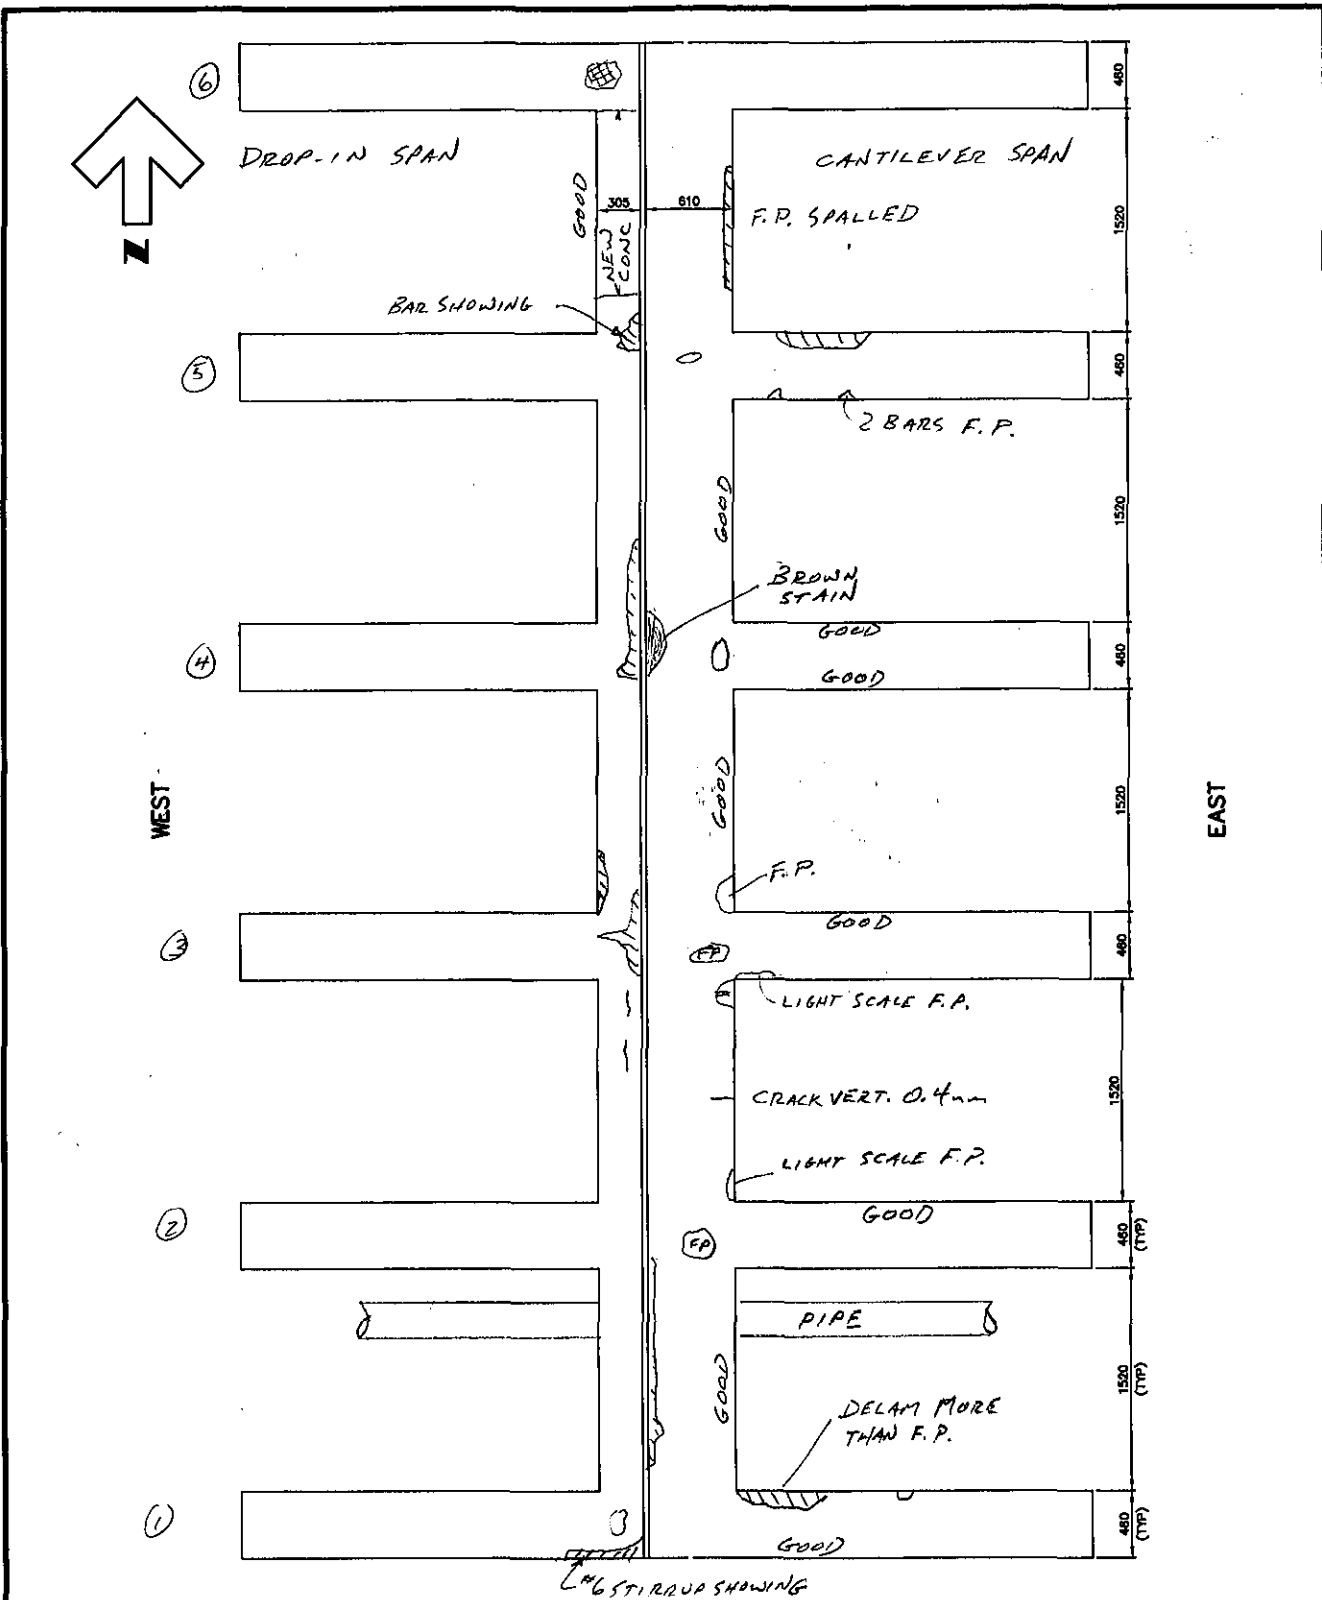 6
480
N
DROP-IN SPAN
CANTILEVER SPAN
GOOD
305
610
F.P. SPALLED
1520
NEW
CONC
BAR SHOWING
5
480
2 BARS F.P.
GOOD
1520
BROWN
STAIN
GOOD
4
480
GOOD
WEST
GOOD
1520
EAST
F.P.
GOOD
3
FP
480
LIGHT SCALE F.P.
CRACK VERT. 0.4mm
1520
LIGHT SCALE F.P.
2
GOOD
FP
480
(TYP)
PIPE
GOOD
1520
(TYP)
DELAM MORE
THAN F.P.
1
480
(TYP)
GOOD
#6 STIRRUP SHOWING